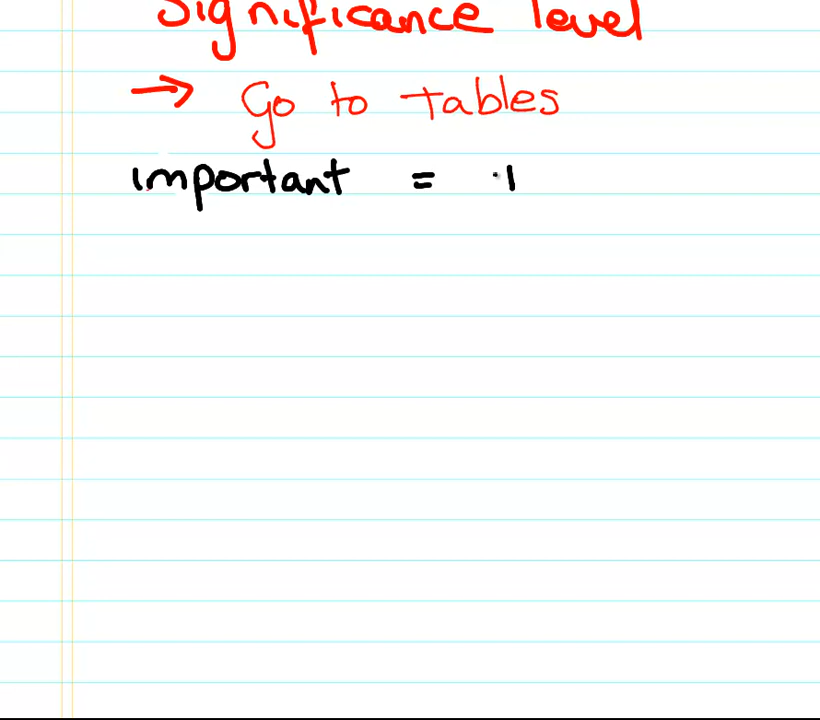 Significance level
→ Go to Tables
important = .1